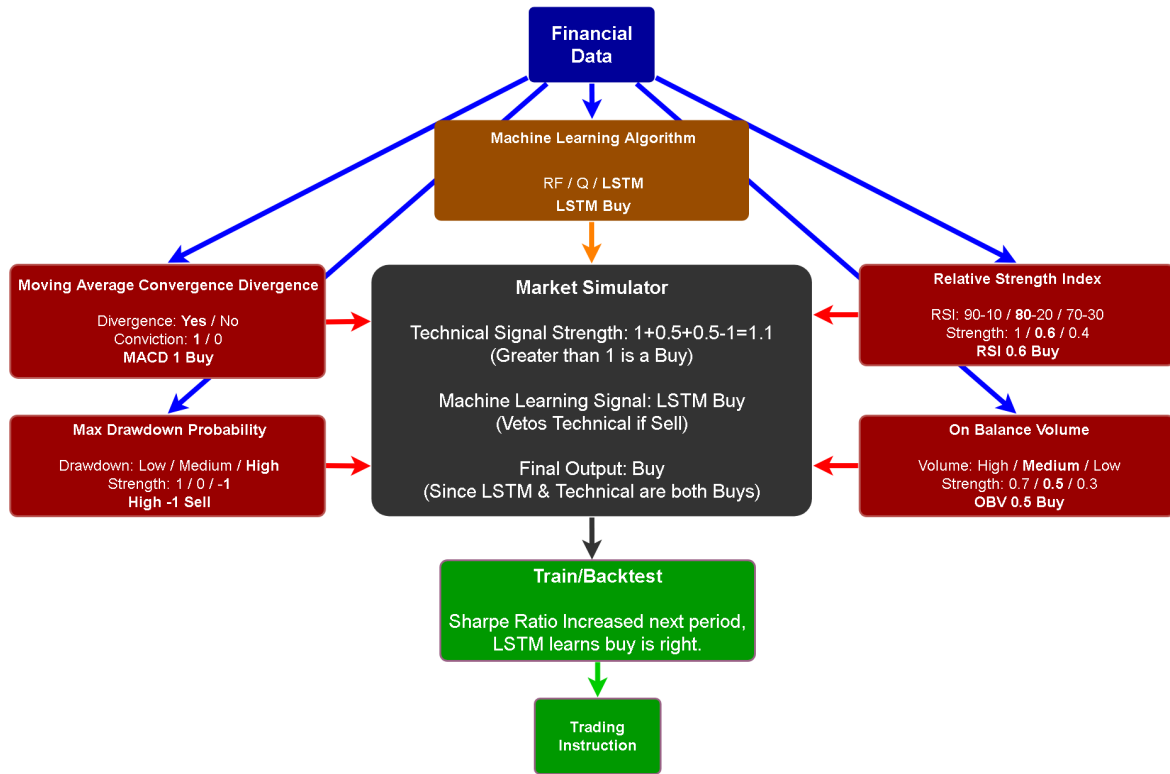 Financial
Data
Machine Learning Algorithm
RF / Q / LSTM
LSTM Buy
Moving Average Convergence Divergence
Divergence: Yes / No
Conviction: 1 / 0
MACD 1 Buy
Market Simulator
Technical Signal Strength: 1+0.5+0.5-1=1.1
(Greater than 1 is a Buy)
Machine Learning Signal: LSTM Buy
(Vetos Technical if Sell)
Final Output: Buy
(Since LSTM & Technical are both Buys)
Relative Strength Index
RSI: 90-10 / 80-20 / 70-30
Strength: 1 / 0.6 / 0.4
RSI 0.6 Buy
Max Drawdown Probability
Drawdown: Low / Medium / High
Strength: 1 / 0 / -1
High -1 Sell
On Balance Volume
Volume: High / Medium / Low
Strength: 0.7 / 0.5 / 0.3
OBV 0.5 Buy
Train/Backtest
Sharpe Ratio Increased next period,
LSTM learns buy is right.
Trading
Instruction